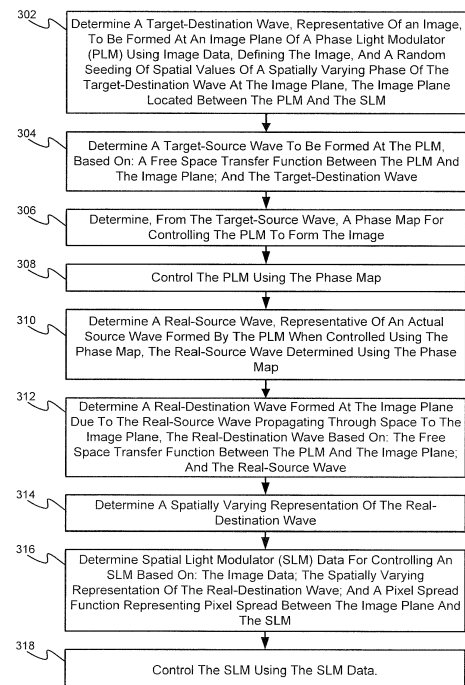 302
Determine A Target-Destination Wave, Representative Of an Image,
To Be Formed At An Image Plane Of A Phase Light Modulator
(PLM) Using Image Data, Defining The Image, And A Random
Seeding Of Spatial Values Of A Spatially Varying Phase Of The
Target-Destination Wave At The Image Plane, The Image Plane
Located Between The PLM And The SLM
304
Determine A Target-Source Wave To Be Formed At The PLM,
Based On: A Free Space Transfer Function Between The PLM And
The Image Plane; And The Target-Destination Wave
306
Determine, From The Target-Source Wave, A Phase Map For
Controlling The PLM To Form The Image
308
Control The PLM Using The Phase Map
310
Determine A Real-Source Wave, Representative Of An Actual
Source Wave Formed By The PLM When Controlled Using The
Phase Map, The Real-Source Wave Determined Using The Phase
Map
312
Determine A Real-Destination Wave Formed At The Image Plane
Due To The Real-Source Wave Propagating Through Space To The
Image Plane, The Real-Destination Wave Based On: The Free
Space Transfer Function Between The PLM And The Image Plane;
And The Real-Source Wave
314
Determine A Spatially Varying Representation Of The Real-
Destination Wave
316
Determine Spatial Light Modulator (SLM) Data For Controlling An
SLM Based On: The Image Data; The Spatially Varying
Representation Of The Real-Destination Wave; And A Pixel Spread
Function Representing Pixel Spread Between The Image Plane And
The SLM
318
Control The SLM Using The SLM Data.